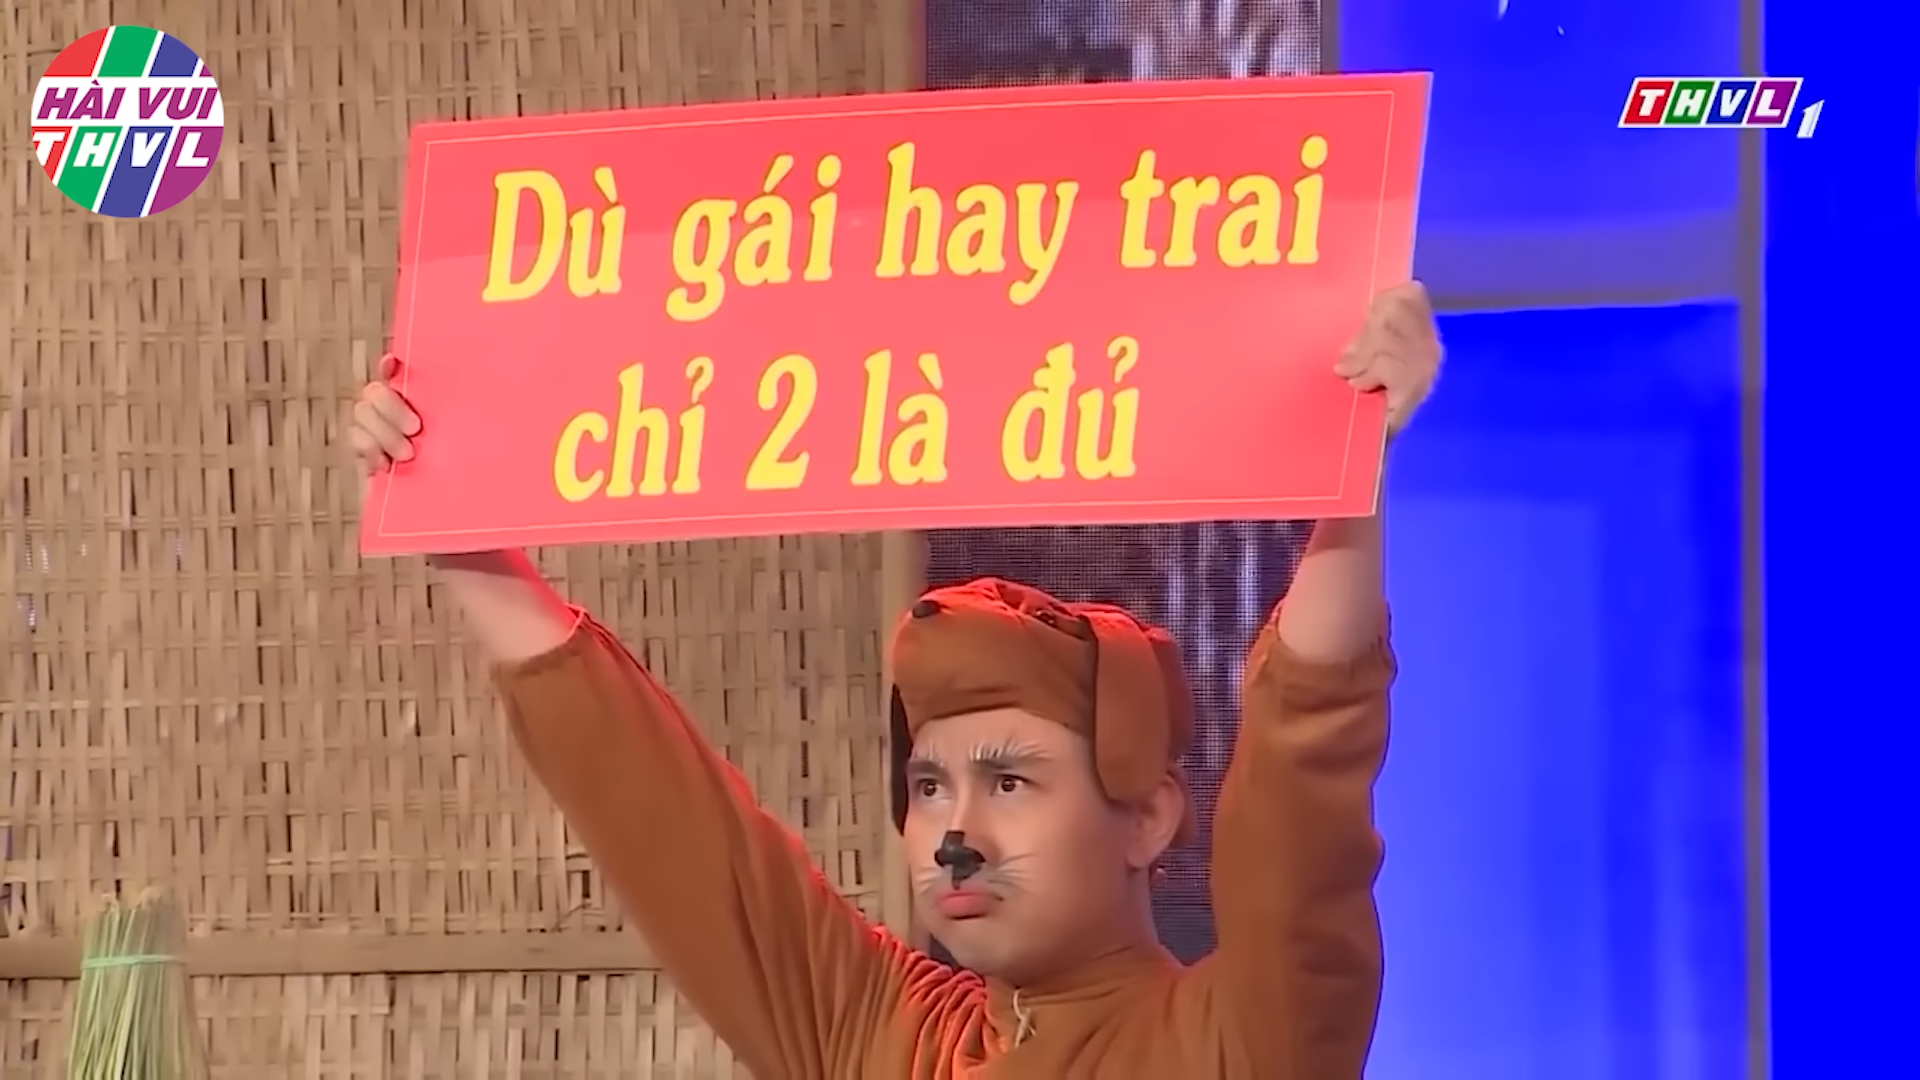 HÀI VUI
THVL
THVL1
Dù gái hay trai
chỉ 2 là đủ